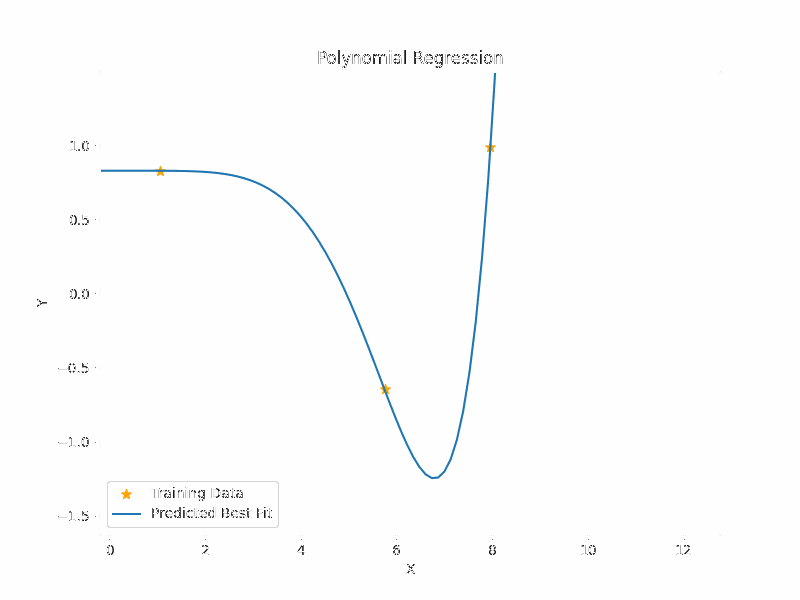 Polynomial Regression
1.0
0.5
0.0
−0.5
−1.0
−1.5
Y
Training Data
Predicted Best Fit
0 2 4 6 8 10 12
X